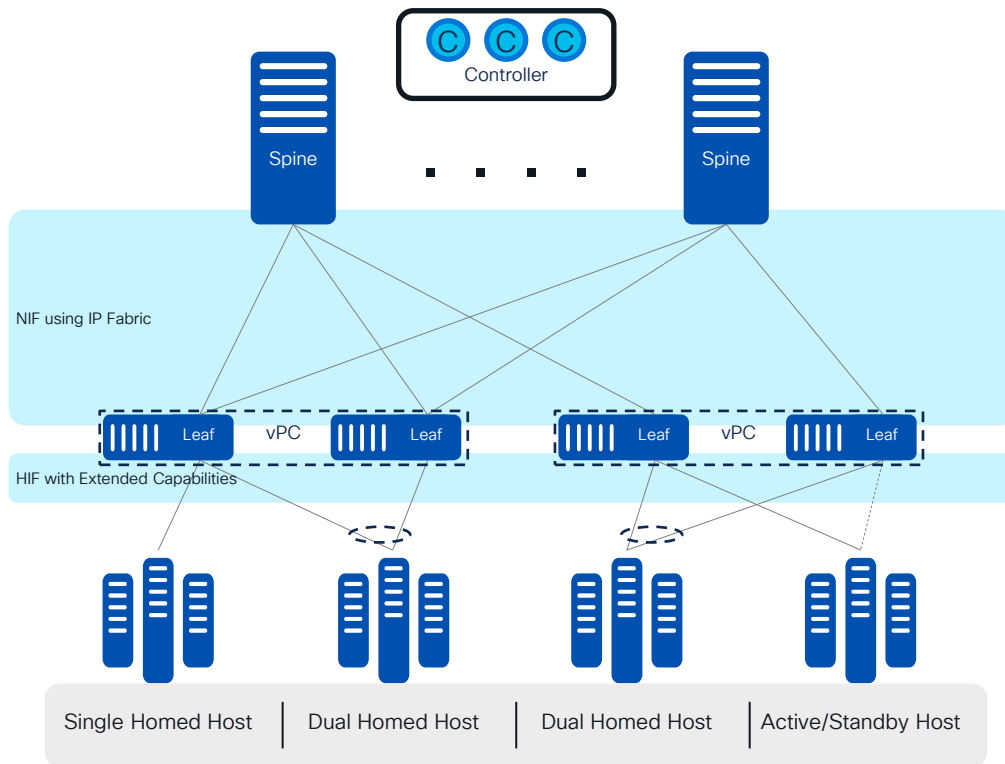 C C C
Controller
Spine
Spine
NIF using IP Fabric
Leaf
vPC
Leaf
Leaf
vPC
Leaf
HIF with Extended Capabilities
Single Homed Host
Dual Homed Host
Dual Homed Host
Active/Standby Host